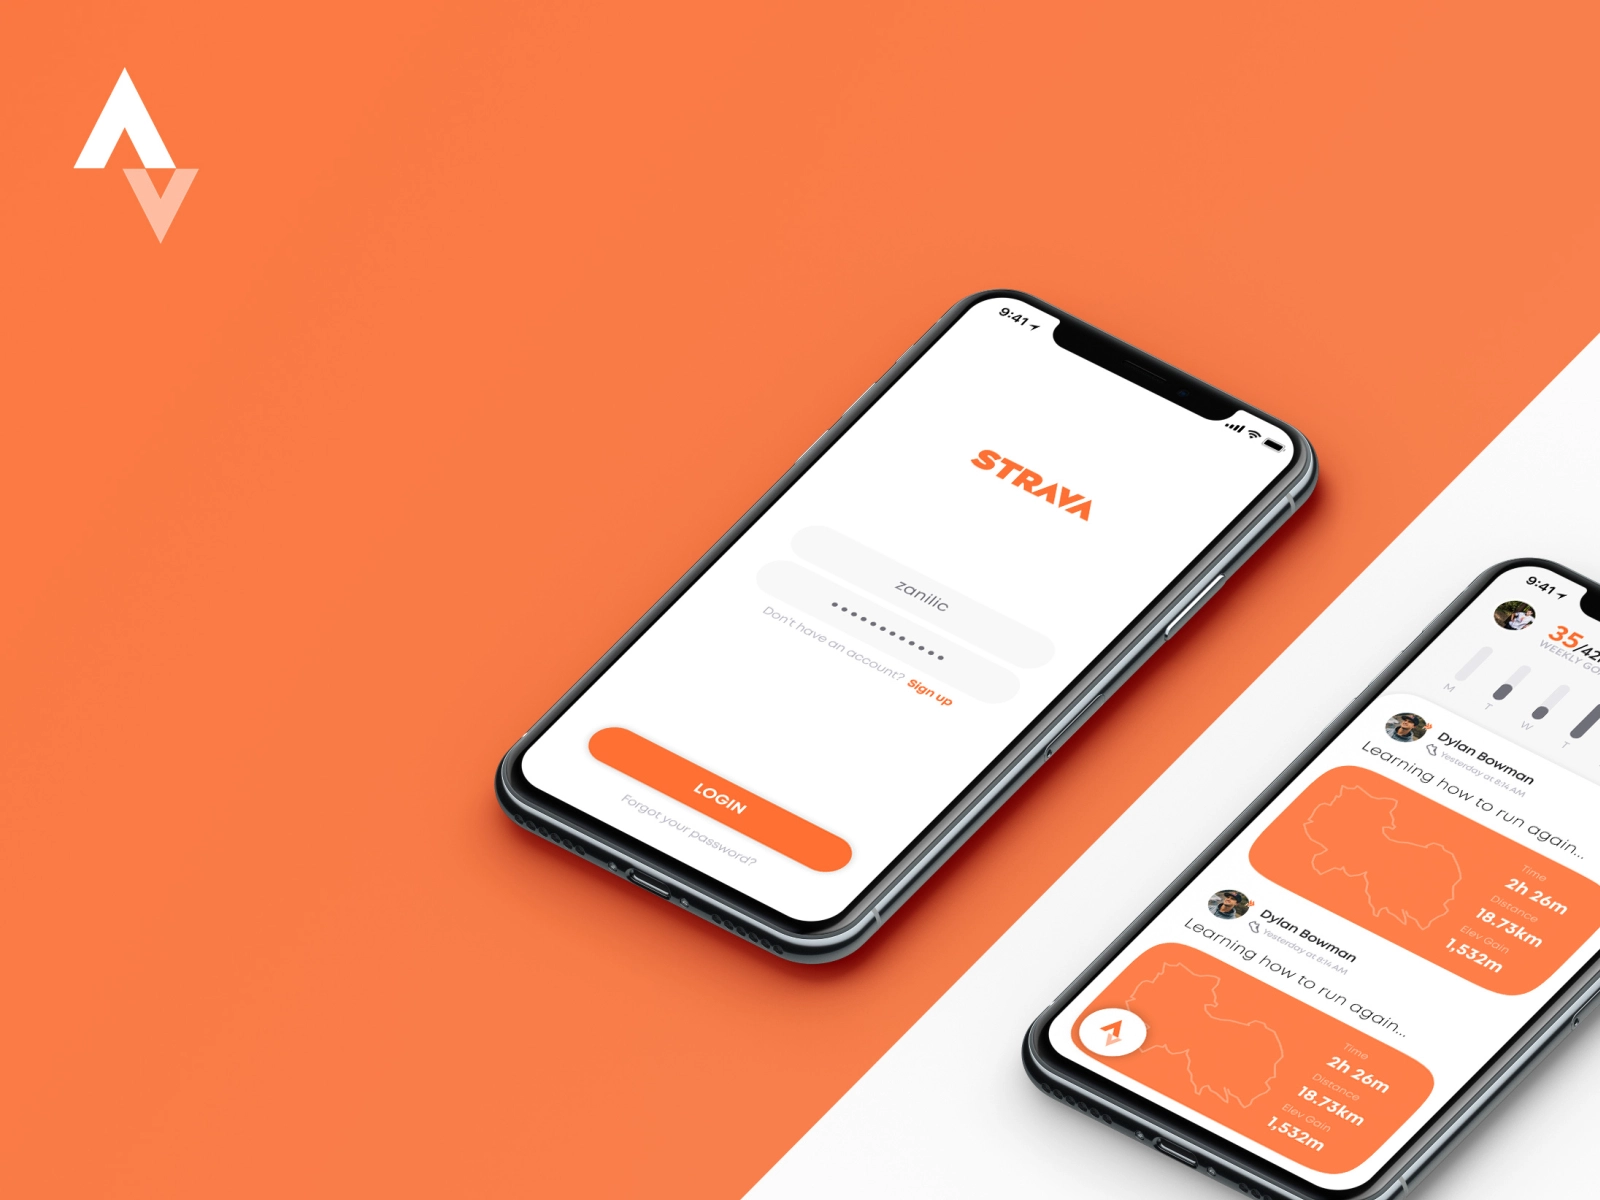 9:41
STRAVA
zanilic
Don't have an account? Sign up
LOGIN
Forgot your password?
9:41
35/42
WEEKLY
M
T
W
T
Dylan Bowman
Yesterday at 8:14 AM
Learning how to run again...
Time
2h 26m
Distance
18.73km
Elev Gain
1,532m
Dylan Bowman
Yesterday at 8:14 AM
Learning how to run again...
Time
2h 26m
Distance
18.73km
Elev Gain
1,532m